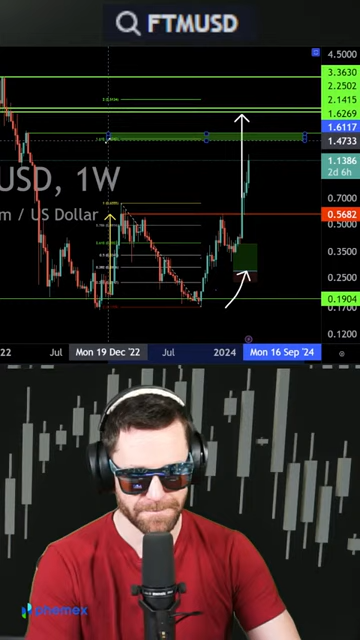 FTMUSD
4.5000
3.3630
2.2502
2.1415
1.6269
1.6117
1.4733
1.1386
2d 6h
USD, 1W
0.7000
m / US Dollar
0.5682
0.5000
0.3500
0.2500
0.1904
0.1700
0.1200
22
Jul
Mon 19 Dec '22
Jul
2024
Mon 16 Sep '24
phemex